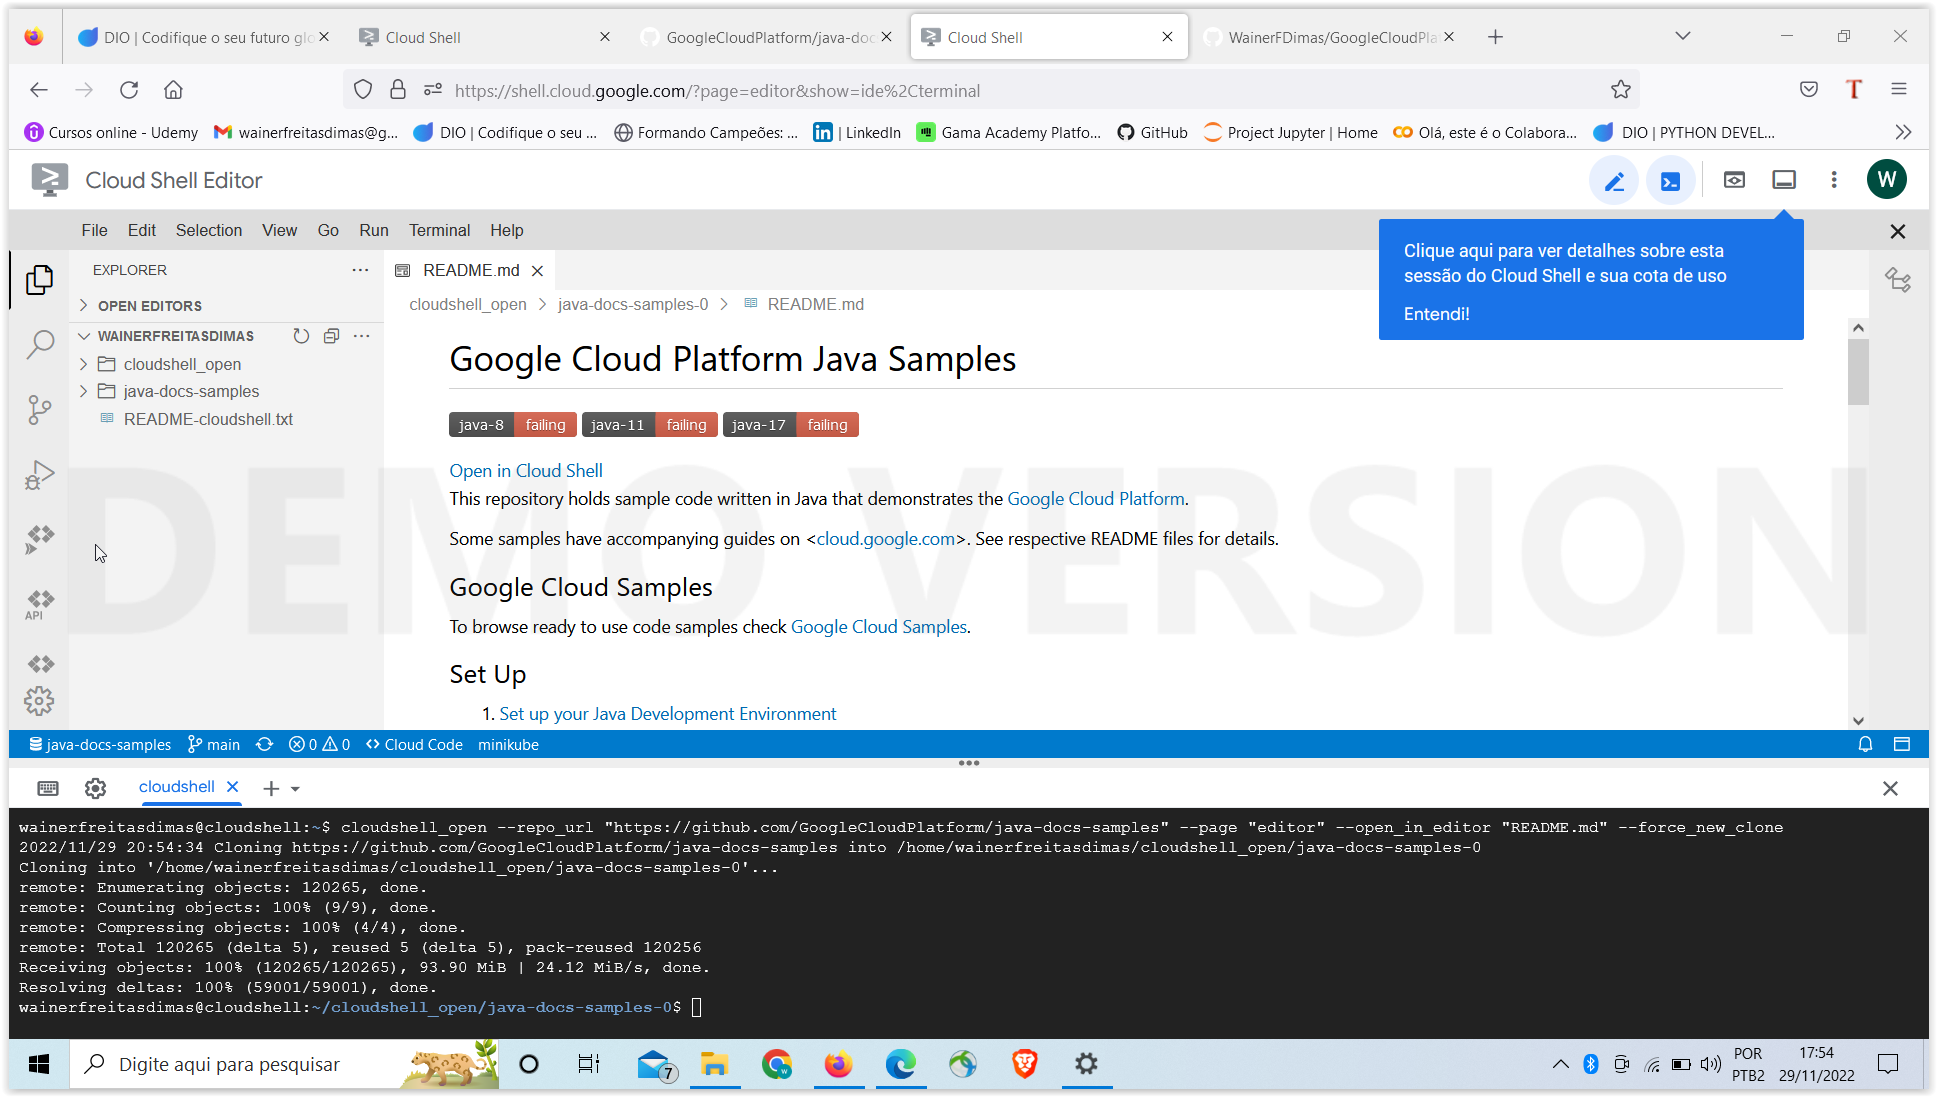 DIO | Codifique o seu futuro glo
Cloud Shell
GoogleCloudPlatform/java-doc
Cloud Shell
WainerFDimas/GoogleCloudPla
https://shell.cloud.google.com/?page=editor&show=ide%2Cterminal
T
Cursos online - Udemy
wainerfreitasdimas@g...
DIO | Codifique o seu ...
Formando Campeões: ...
| LinkedIn
Gama Academy Platfo...
GitHub
Project Jupyter | Home
Olá, este é o Colabora...
DIO | PYTHON DEVEL...
Cloud Shell Editor
W
File Edit Selection View Go Run Terminal Help
Clique aqui para ver detalhes sobre esta
sessão do Cloud Shell e sua cota de uso
Entendi!
EXPLORER
OPEN EDITORS
WAINERFREITASDIMAS
cloudshell_open
java-docs-samples
README-cloudshell.txt
API
README.md
cloudshell_open > java-docs-samples-0 > README.md
Google Cloud Platform Java Samples
java-8 failing java-11 failing java-17 failing
Open in Cloud Shell
This repository holds sample code written in Java that demonstrates the Google Cloud Platform.
Some samples have accompanying guides on <cloud.google.com>. See respective README files for details.
Google Cloud Samples
To browse ready to use code samples check Google Cloud Samples.
Set Up
1. Set up your Java Development Environment
DEMO VERSION
java-docs-samples main 0 0 Cloud Code minikube
cloudshell
wainerfreitasdimas@cloudshell:~$ cloudshell_open --repo_url "https://github.com/GoogleCloudPlatform/java-docs-samples" --page "editor" --open_in_editor "README.md" --force_new_clone
2022/11/29 20:54:34 Cloning https://github.com/GoogleCloudPlatform/java-docs-samples into /home/wainerfreitasdimas/cloudshell_open/java-docs-samples-0
Cloning into '/home/wainerfreitasdimas/cloudshell_open/java-docs-samples-0'...
remote: Enumerating objects: 120265, done.
remote: Counting objects: 100% (9/9), done.
remote: Compressing objects: 100% (4/4), done.
remote: Total 120265 (delta 5), reused 5 (delta 5), pack-reused 120256
Receiving objects: 100% (120265/120265), 93.90 MiB | 24.12 MiB/s, done.
Resolving deltas: 100% (59001/59001), done.
wainerfreitasdimas@cloudshell:~/cloudshell_open/java-docs-samples-0$
Digite aqui para pesquisar
7
POR
PTB2
17:54
29/11/2022